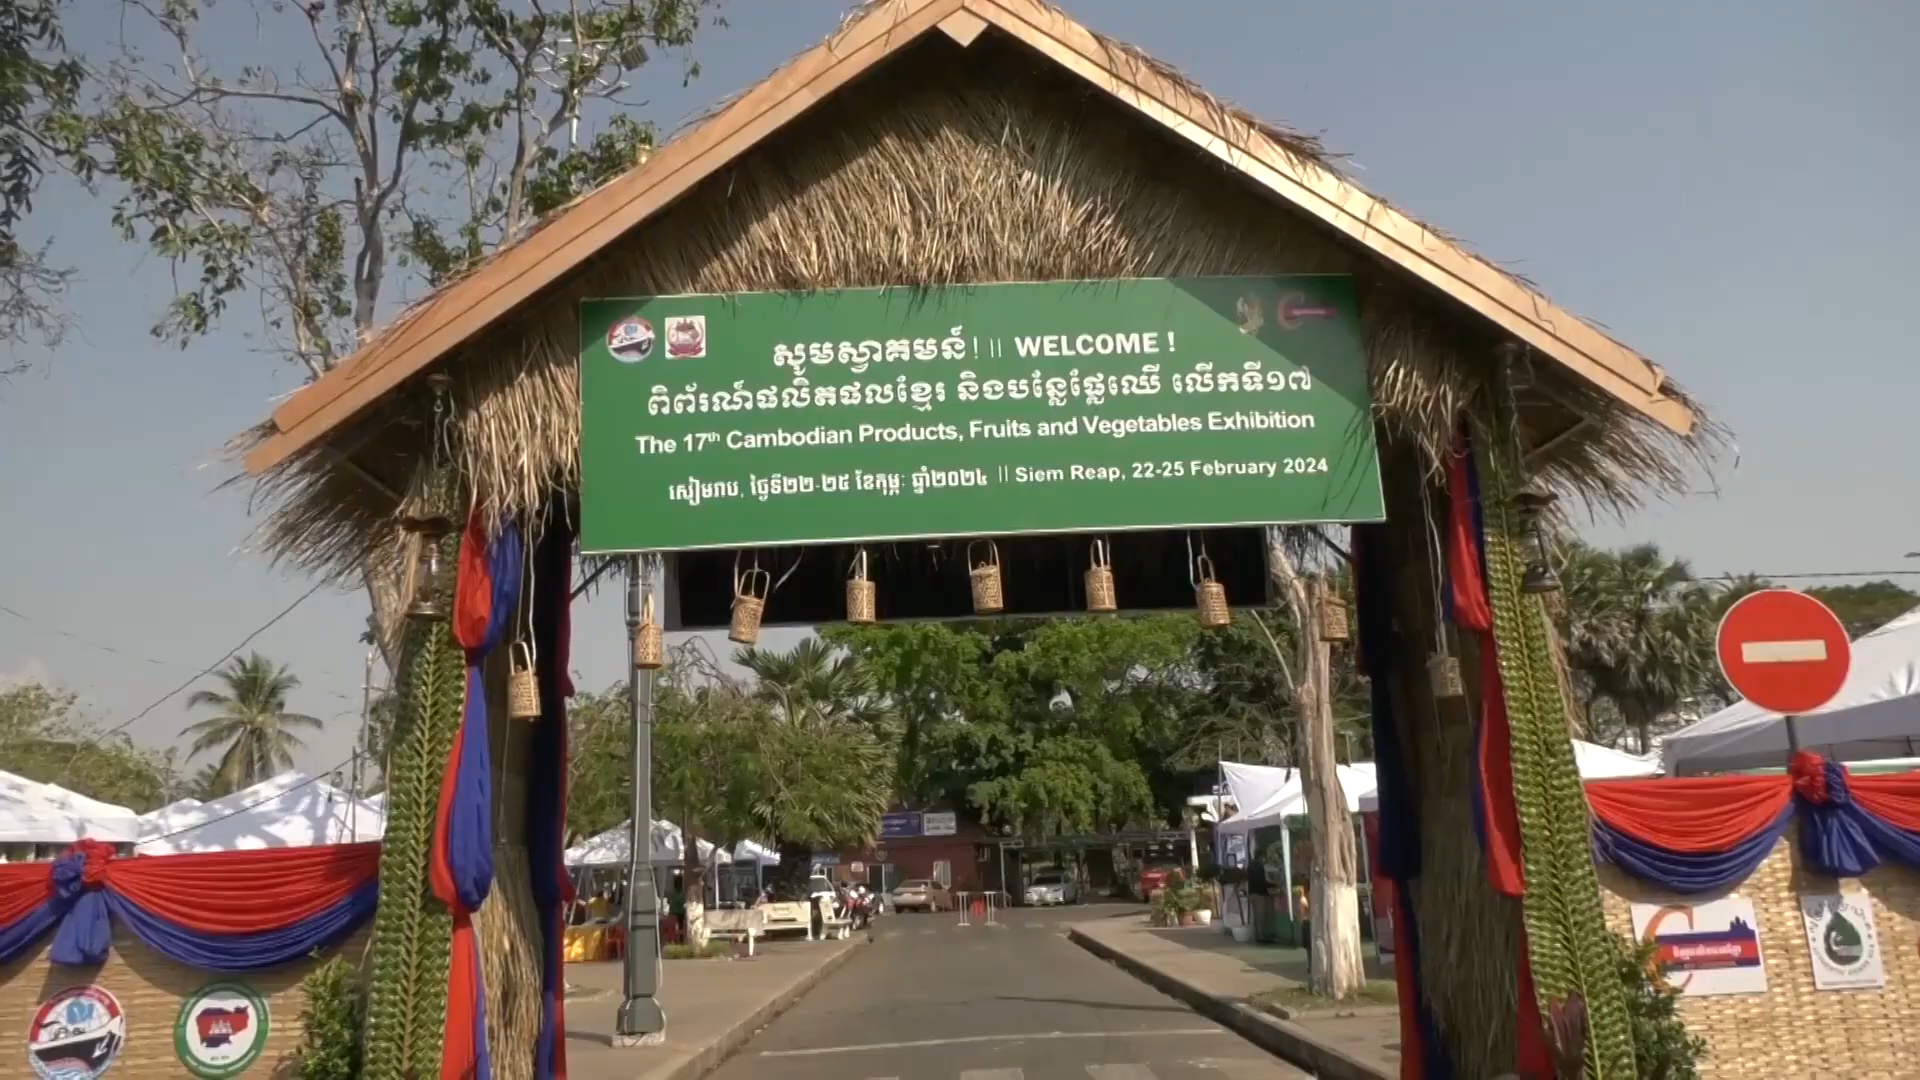 សូមស្វាគមន៍! || WELCOME !
ពិព័រណ៍ផលិតផលខ្មែរ និងបន្លែផ្លែឈើ លើកទី១៧
The 17th Cambodian Products, Fruits and Vegetables Exhibition
សៀមរាប, ថ្ងៃទី២២-២៥ ខែកុម្ភៈ ឆ្នាំ២០២៤ || Siem Reap, 22-25 February 2024